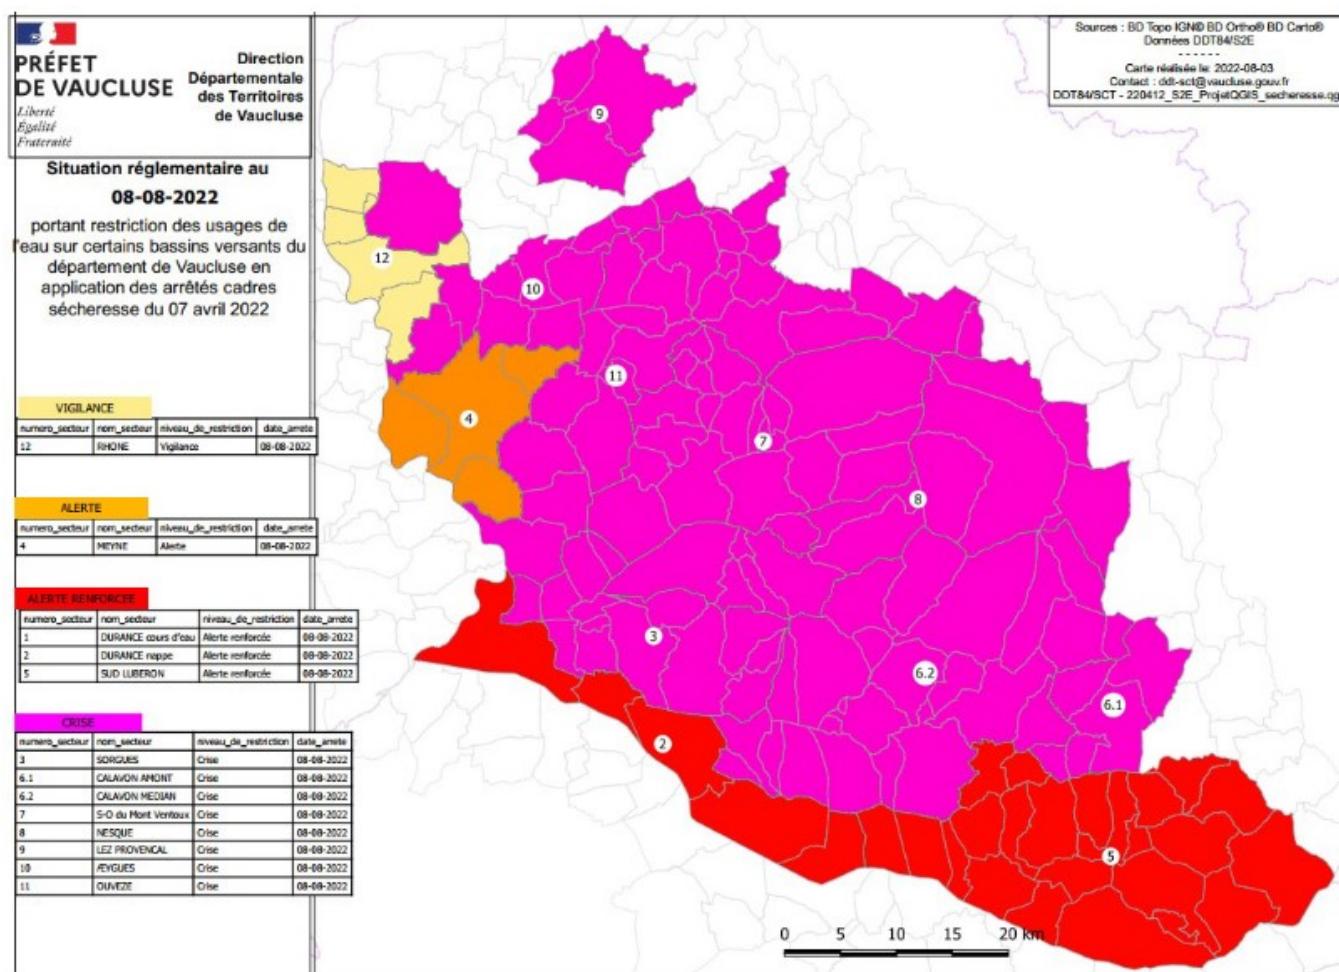 PRÉFET
DE VAUCLUSE
Liberté
Égalité
Fraternité
Direction
Départementale
des Territoires
de Vaucluse
Situation réglementaire au
08-08-2022
portant restriction des usages de
l'eau sur certains bassins versants du
département de Vaucluse en
application des arrêtés cadres
sécheresse du 07 avril 2022
VIGILANCE
numero_secteur nom_secteur niveau_de_restriction date_arrete
12 RHONE Vigilance 08-08-2022
ALERTE
numero_secteur nom_secteur niveau_de_restriction date_arrete
4 MEYNE Alerte 08-08-2022
ALERTE RENFORCEE
numero_secteur nom_secteur niveau_de_restriction date_arrete
1 DURANCE cours d'eau Alerte renforcée 08-08-2022
2 DURANCE nappe Alerte renforcée 08-08-2022
5 SUD LUBERON Alerte renforcée 08-08-2022
CRISE
numero_secteur nom_secteur niveau_de_restriction date_arrete
3 SORGUES Crise 08-08-2022
6.1 CALAVON AMONT Crise 08-08-2022
6.2 CALAVON MEDIAN Crise 08-08-2022
7 S-O du Mont Ventoux Crise 08-08-2022
8 NESQUE Crise 08-08-2022
9 LEZ PROVENCAL Crise 08-08-2022
10 ÆYGUES Crise 08-08-2022
11 OUVEZE Crise 08-08-2022
Sources : BD Topo IGN© BD Ortho® BD Carto®
Données DDT84/S2E
- - - - - -
Carte réalisée le: 2022-08-03
Contact : ddt-sct@vaucluse.gouv.fr
DDT84/SCT - 220412_S2E_ProjetQGIS_secheresse.qg
9
12
10
11
4
7
8
3
6.2
6.1
2
5
0 5 10 15 20 km